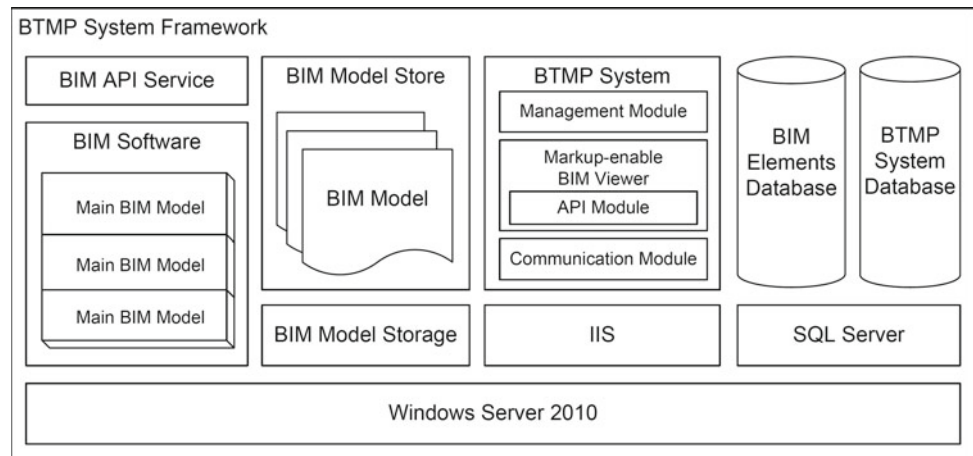 BTMP System Framework
BIM API Service
BIM Software
Main BIM Model
Main BIM Model
Main BIM Model
BIM Model Store
BIM Model
BIM Model Storage
BTMP System
Management Module
Markup-enable
BIM Viewer
API Module
Communication Module
IIS
BIM
Elements
Database
BTMP
System
Database
SQL Server
Windows Server 2010